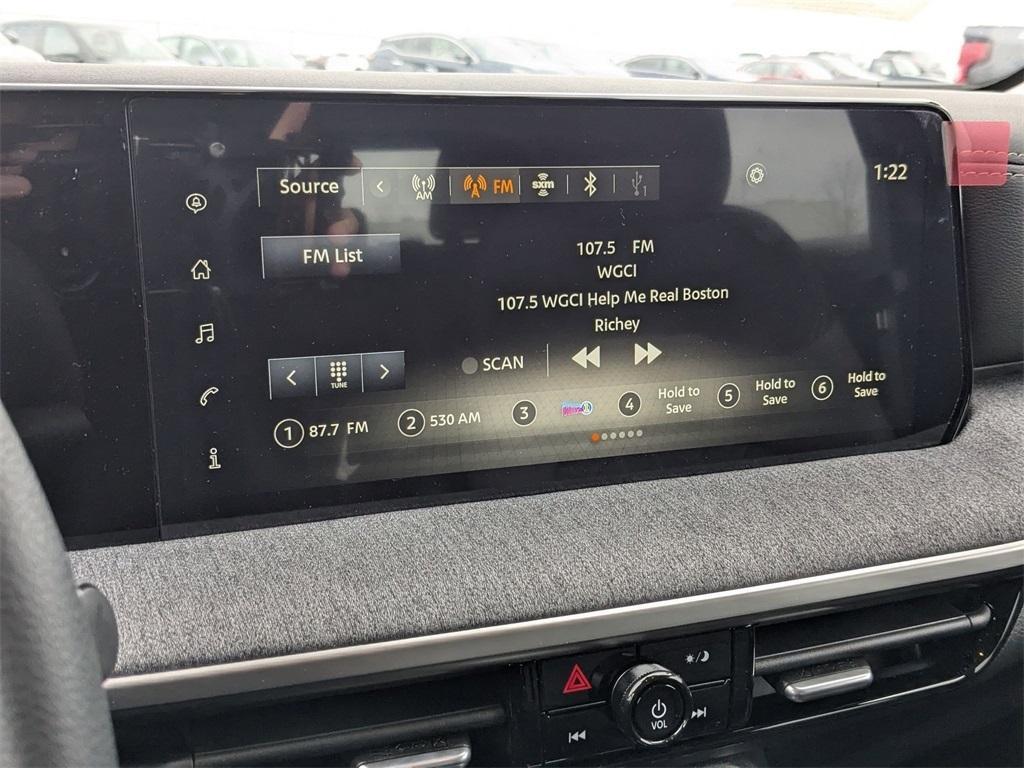 Source
AM
FM
sxm
1
1:22
FM List
107.5 FM
WGCI
107.5 WGCI Help Me Real Boston
Richey
TUNE
SCAN
1 87.7 FM
2 530 AM
3
4 Hold to
Save
5 Hold to
Save
6 Hold to
Save
VOL